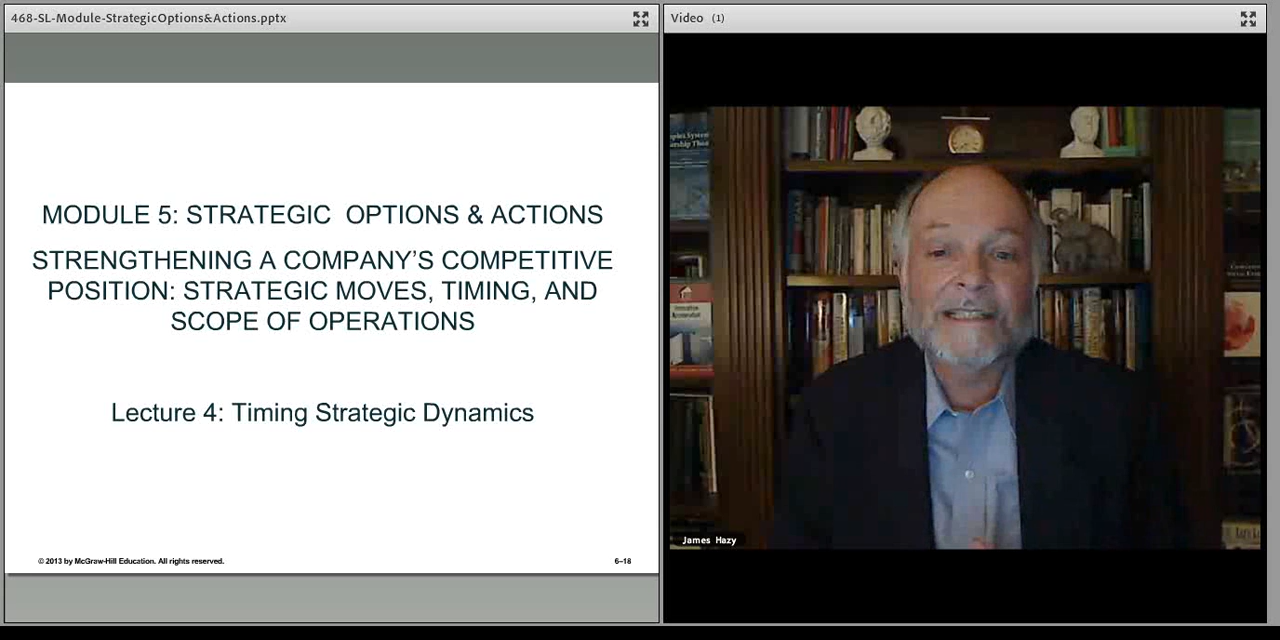 468-SL-Module-StrategicOptions&Actions.pptx
Video (1)
MODULE 5: STRATEGIC OPTIONS & ACTIONS
STRENGTHENING A COMPANY'S COMPETITIVE
POSITION: STRATEGIC MOVES, TIMING, AND
SCOPE OF OPERATIONS
Lecture 4: Timing Strategic Dynamics
© 2013 by McGraw-Hill Education. All rights reserved.
6–18
James Hazy